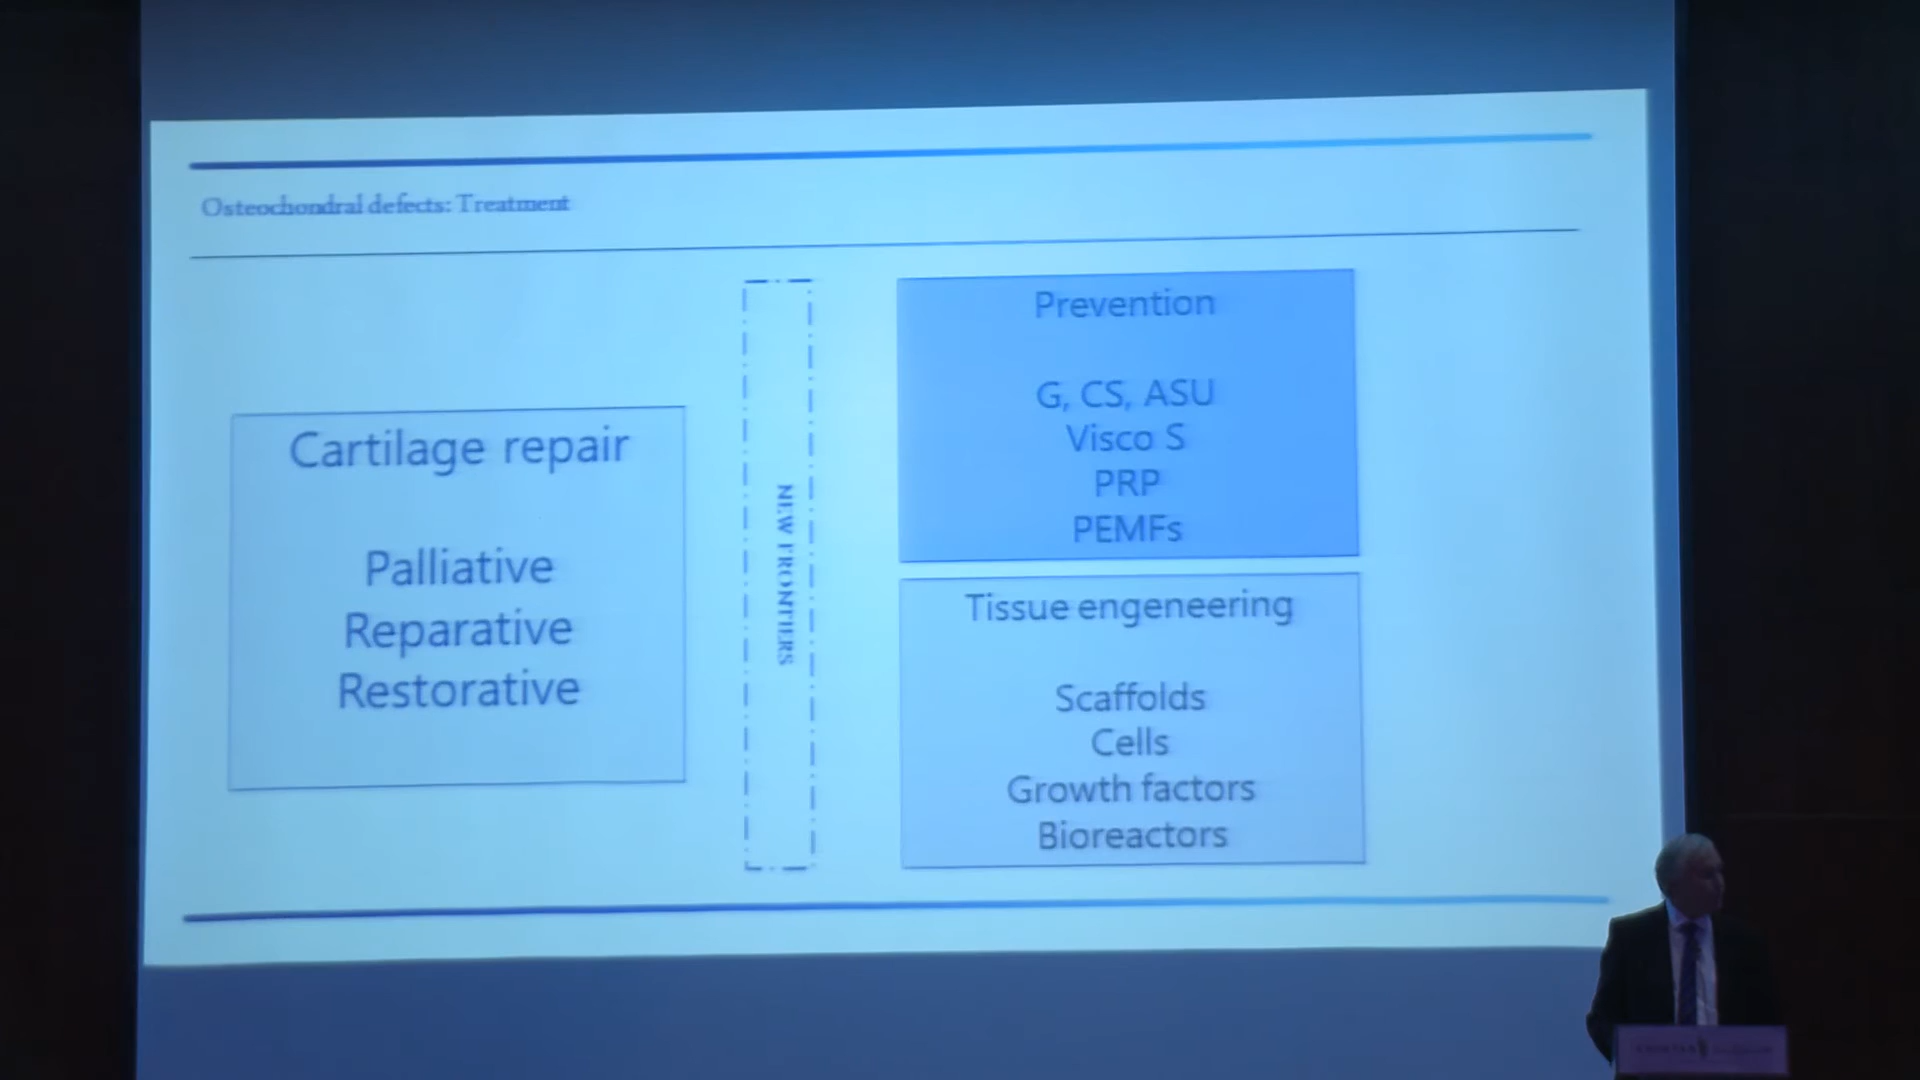 Osteochondral defects: Treatment
Cartilage repair
Palliative
Reparative
Restorative
NEW FRONTIERS
Prevention
G, CS, ASU
Visco S
PRP
PEMFs
Tissue engeneering
Scaffolds
Cells
Growth factors
Bioreactors